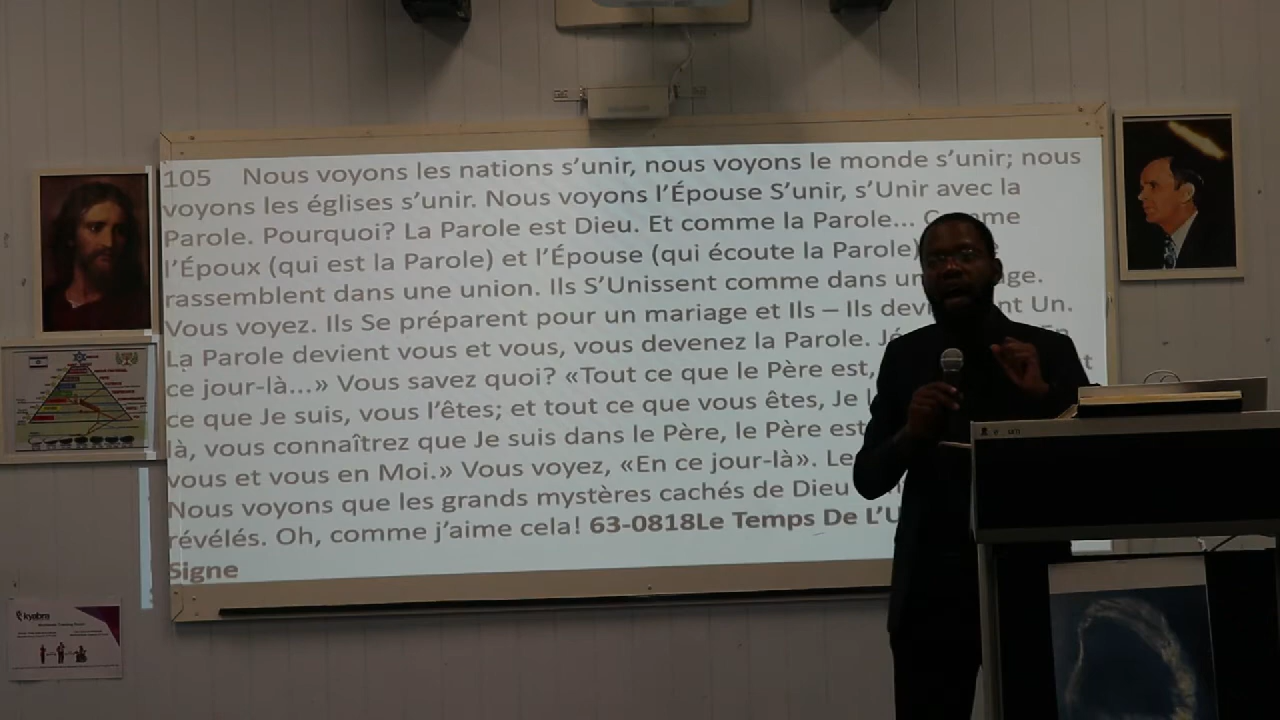 105 Nous voyons les nations s’unir, nous voyons le monde s’unir; nous
voyons les églises s’unir. Nous voyons l’Épouse S’unir, s’Unir avec la
Parole. Pourquoi? La Parole est Dieu. Et comme la Parole... Comme
l’Époux (qui est la Parole) et l’Épouse (qui écoute la Parole)
rassemblent dans une union. Ils S’Unissent comme dans un
Vous voyez. Ils Se préparent pour un mariage et Ils – Ils Un.
La Parole devient vous et vous, vous devenez la Parole.
ce jour-là...» Vous savez quoi? «Tout ce que le Père est,
ce que Je suis, vous l’êtes; et tout ce que vous êtes, Je
là, vous connaîtrez que Je suis dans le Père, le Père est
vous et vous en Moi.» Vous voyez, «En ce jour-là».
Nous voyons que les grands mystères cachés de Dieu
révélés. Oh, comme j’aime cela! 63-0818Le Temps De
Signe
kyabra